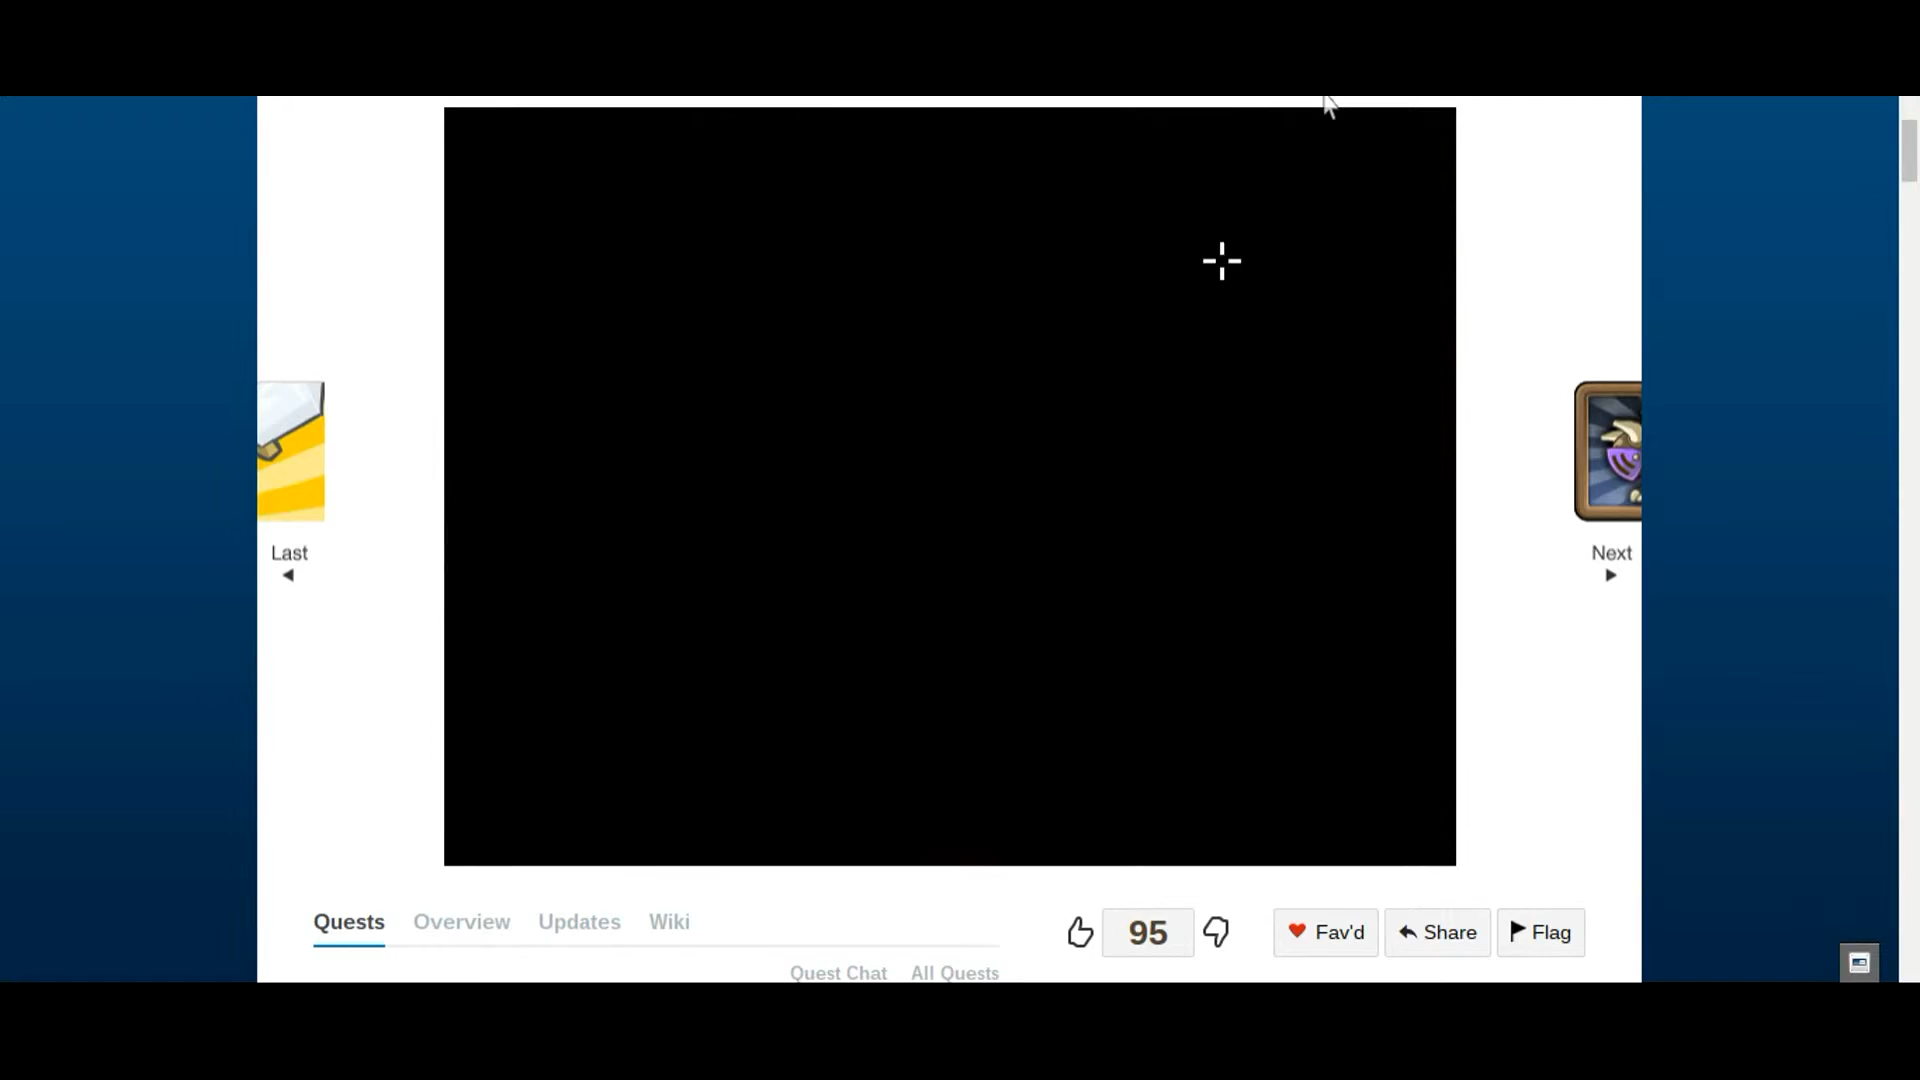 Last
Next
Quests Overview Updates Wiki
95
Fav'd Share Flag
Quest Chat All Quests